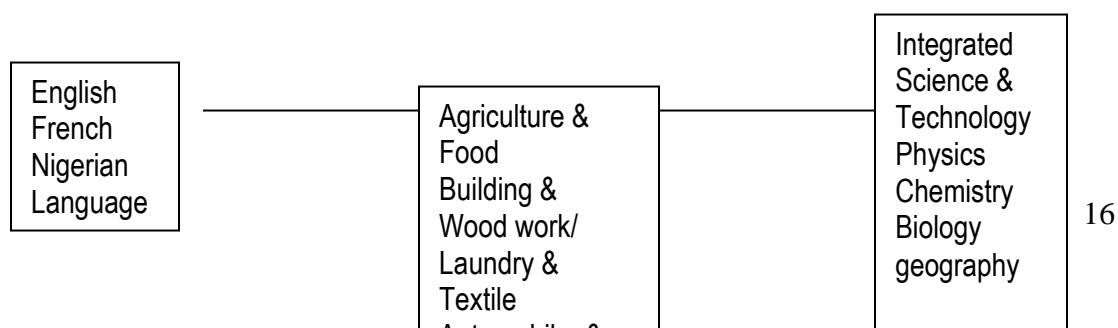 English
French
Nigerian
Language
Agriculture &
Food
Building &
Wood work/
Laundry &
Textile
Integrated
Science &
Technology
Physics
Chemistry
Biology
geography
16